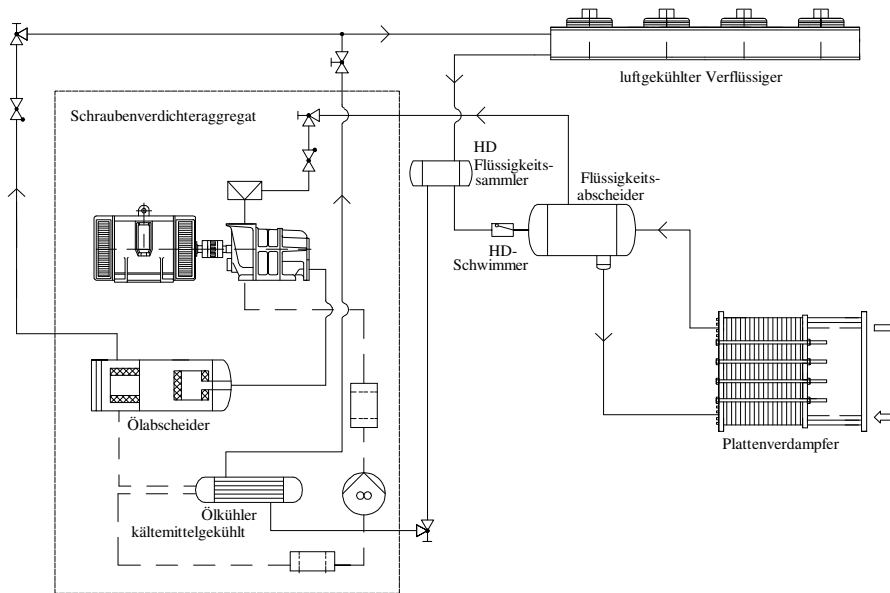 luftgekühlter Verflüssiger
Schraubenverdichteraggregat
HD
Flüssigkeits-
sammler
Flüssigkeits-
abscheider
HD-
Schwimmer
Ölabscheider
Plattenverdampfer
Ölkühler
kältemittelgekühlt